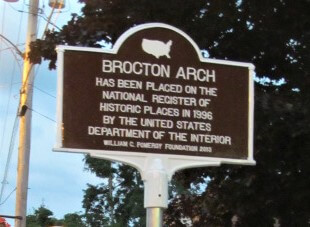 BROCTON ARCH
HAS BEEN PLACED ON THE
NATIONAL REGISTER OF
HISTORIC PLACES IN 1996
BY THE UNITED STATES
DEPARTMENT OF THE INTERIOR
WILLIAM G. POMEROY FOUNDATION 2015